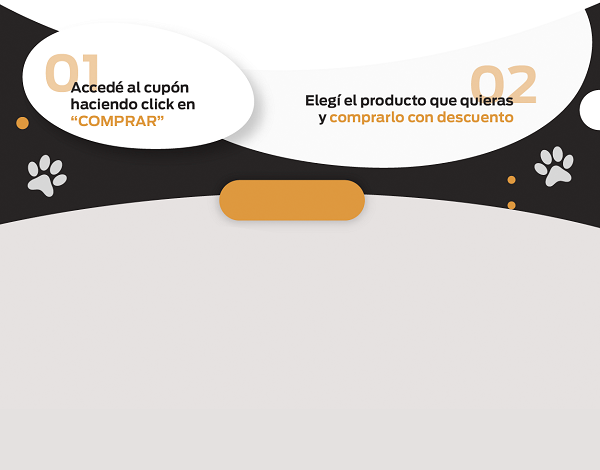 01
Accedé al cupón
haciendo click en
“COMPRAR”
02
Elegí el producto que quieras
y comprarlo con descuento